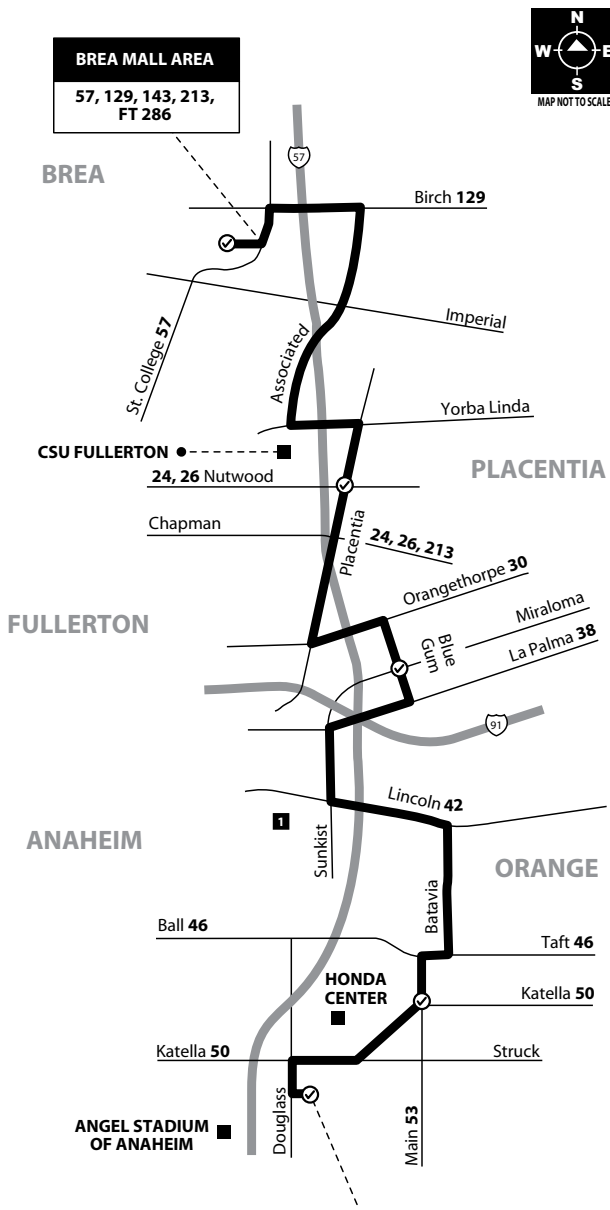 N
W E
S
MAP NOT TO SCALE
BREA MALL AREA
57, 129, 143, 213,
FT 286
57
BREA
Birch 129
Imperial
St. College 57
Associated
Yorba Linda
CSU FULLERTON
PLACENTIA
24, 26 Nutwood
Chapman
Placentia
24, 26, 213
Orangethorpe 30
FULLERTON
Blue
Gum
Miraloma
La Palma 38
91
Lincoln 42
1
Sunkist
ANAHEIM
ORANGE
Batavia
Ball 46
Taft 46
HONDA
CENTER
Katella 50
Katella 50
Struck
Douglass
Main 53
ANGEL STADIUM
OF ANAHEIM